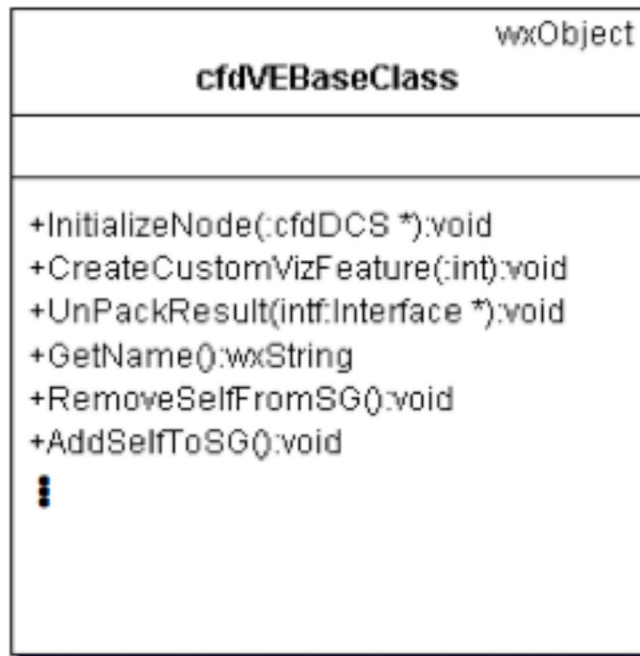 wxObject
cfdVEBaseClass
+InitializeNode(:cfdDCS *):void
+CreateCustomVizFeature(:int):void
+UnPackResult(intf:Interface *):void
+GetName():wxString
+RemoveSelfFromSG():void
+AddSelfToSG():void